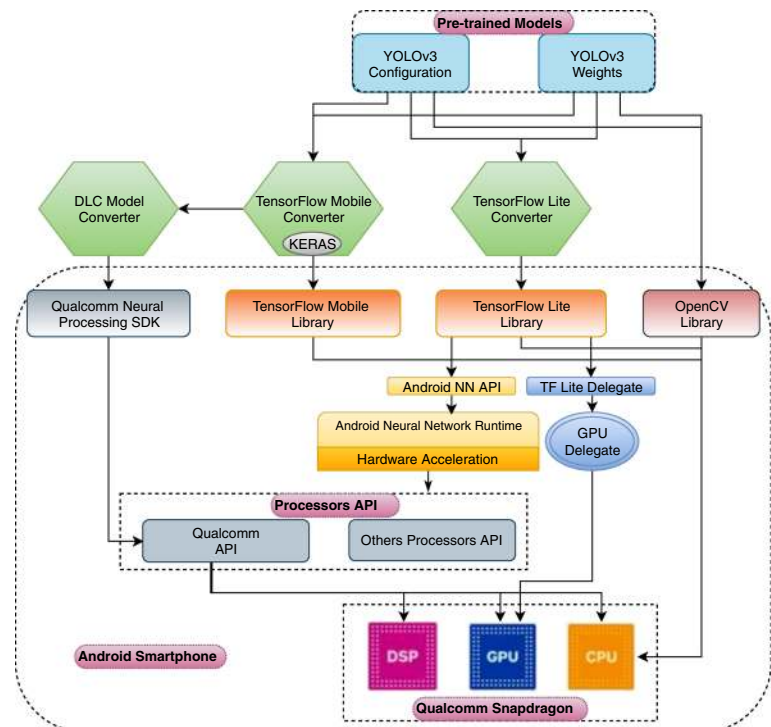 Pre-trained Models
YOLOv3
Configuration
YOLOv3
Weights
DLC Model
Converter
TensorFlow Mobile
Converter
KERAS
TensorFlow Lite
Converter
Qualcomm Neural
Processing SDK
TensorFlow Mobile
Library
TensorFlow Lite
Library
OpenCV
Library
Android NN API
TF Lite Delegate
Android Neural Network Runtime
Hardware Acceleration
GPU
Delegate
Processors API
Qualcomm
API
Others Processors API
DSP
GPU
CPU
Android Smartphone
Qualcomm Snapdragon